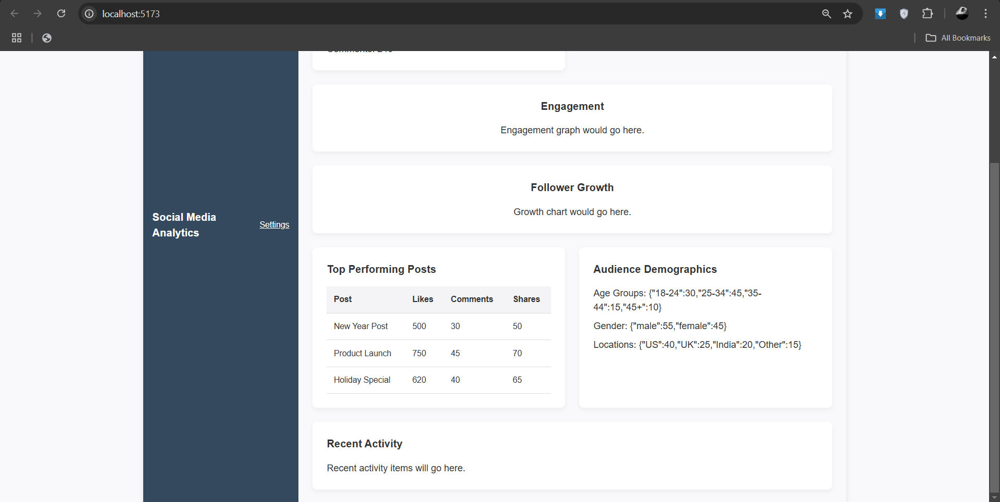 localhost:5173
All Bookmarks
Social Media
Analytics
Settings
Engagement
Engagement graph would go here.
Follower Growth
Growth chart would go here.
Top Performing Posts
Post Likes Comments Shares
New Year Post 500 30 50
Product Launch 750 45 70
Holiday Special 620 40 65
Audience Demographics
Age Groups: {"18-24":30,"25-34":45,"35-
44":15,"45+":10}
Gender: {"male":55,"female":45}
Locations: {"US":40,"UK":25,"India":20,"Other":15}
Recent Activity
Recent activity items will go here.